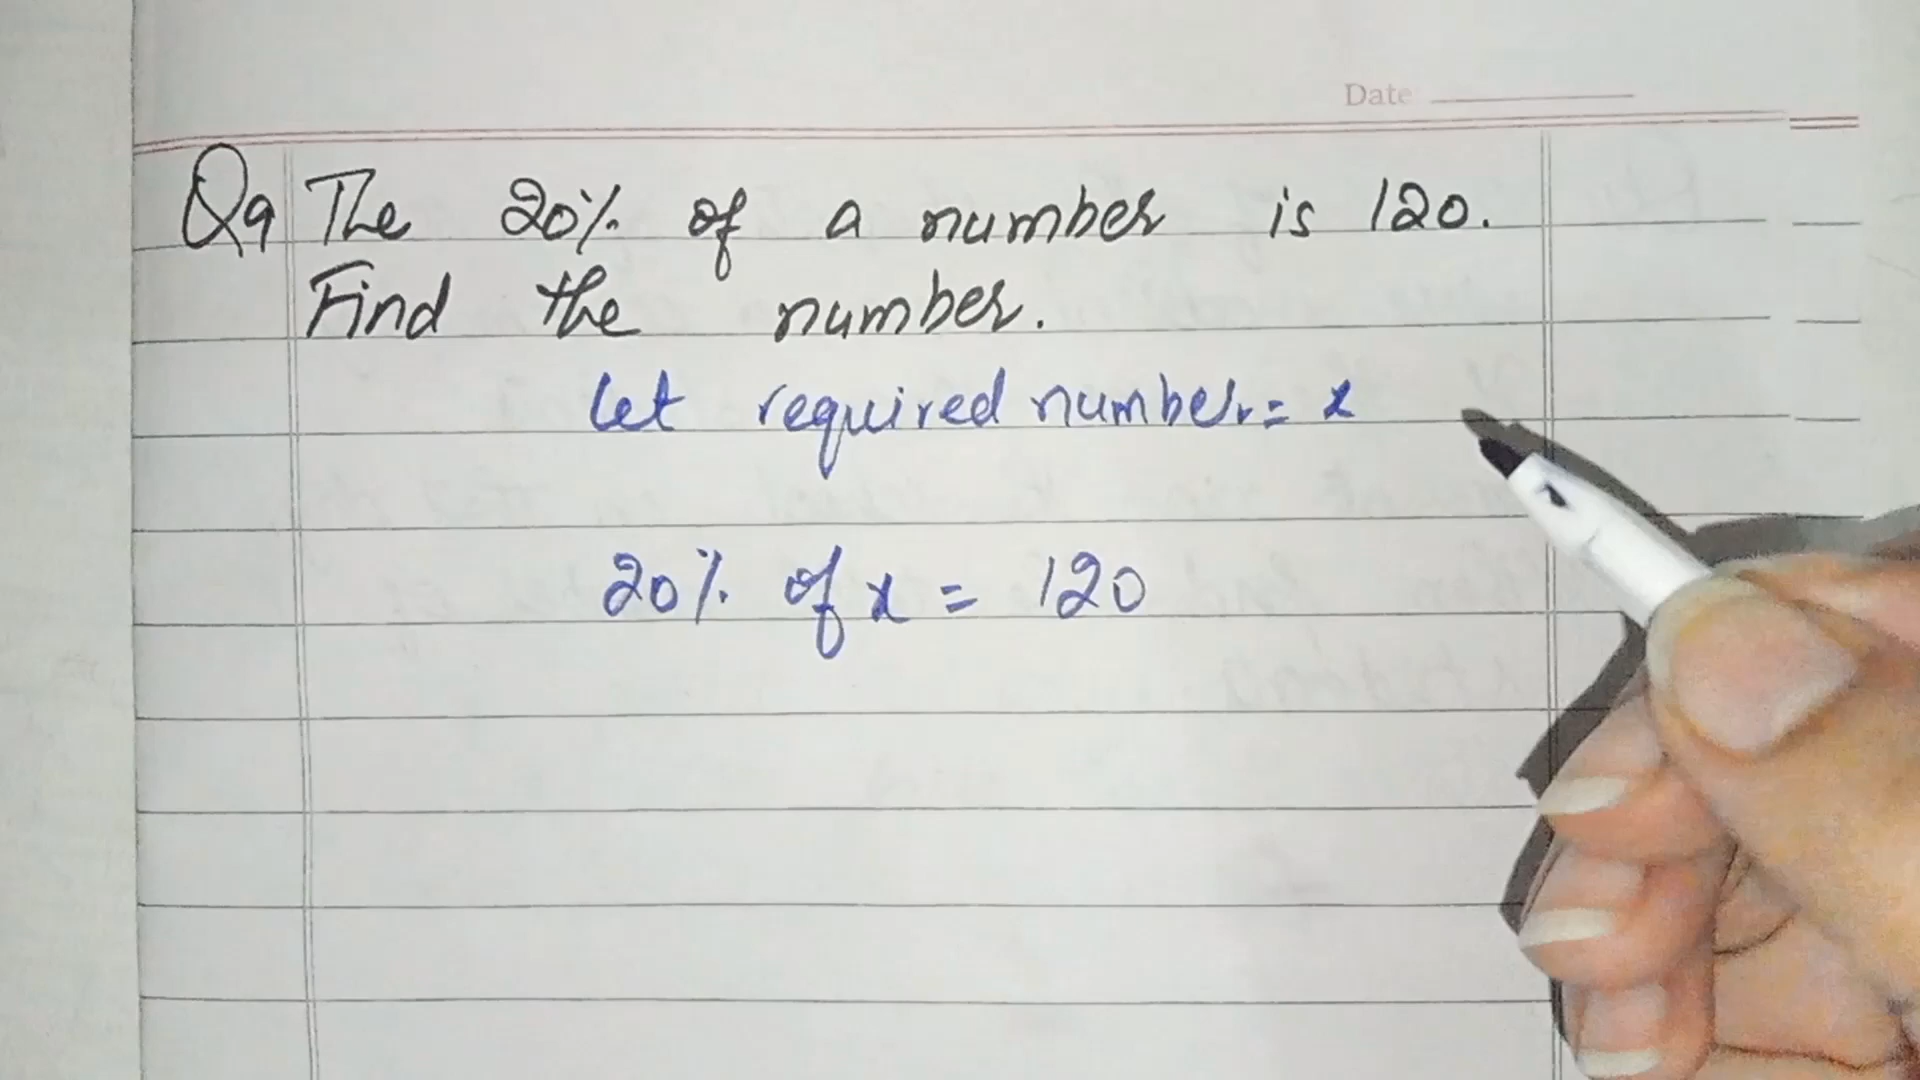 Date
Q9 The 20% of a number is 120.
Find the number.
Let required number = x
20% of x = 120